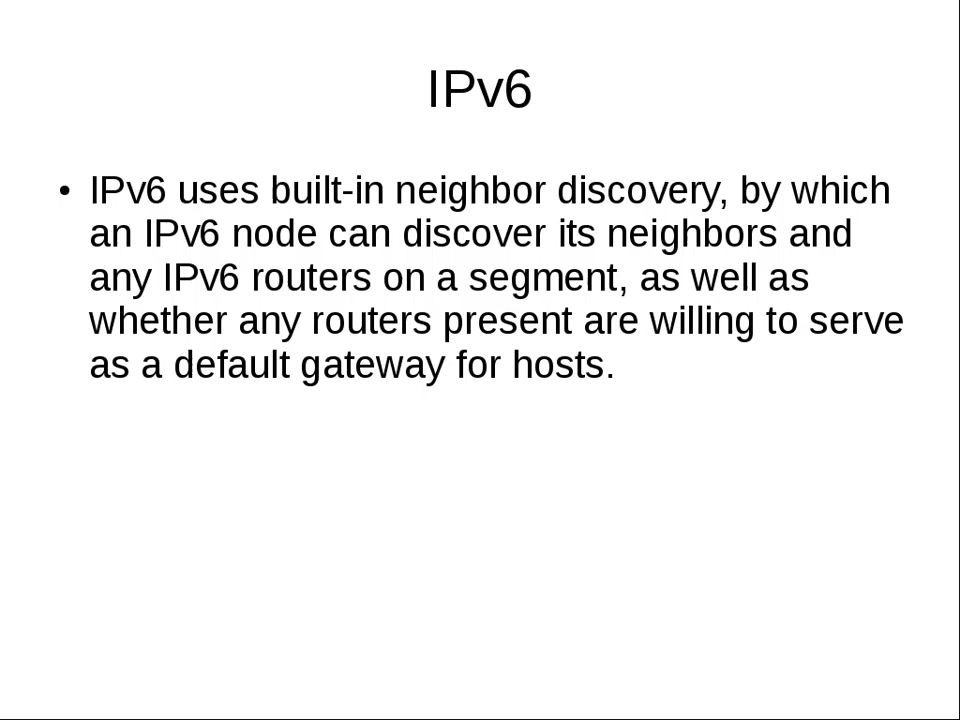 IPv6
• IPv6 uses built-in neighbor discovery, by which
an IPv6 node can discover its neighbors and
any IPv6 routers on a segment, as well as
whether any routers present are willing to serve
as a default gateway for hosts.